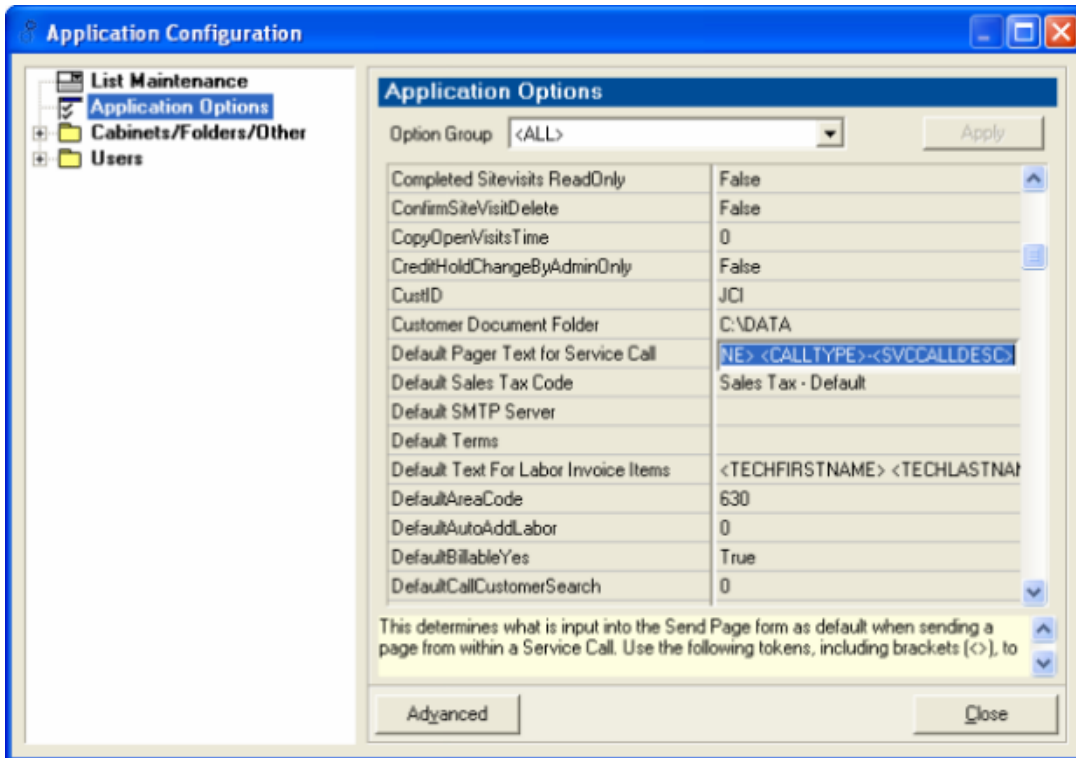 Application Configuration
List Maintenance
Application Options
Cabinets/Folders/Other
Users
Application Options
Option Group <ALL> Apply
Completed Sitevisits ReadOnly False
ConfirmSiteVisitDelete False
CopyOpenVisitsTime 0
CreditHoldChangeByAdminOnly False
CustID JCI
Customer Document Folder C:\DATA
Default Pager Text for Service Call NE> <CALLTYPE>-<SVCCALLDESC>
Default Sales Tax Code Sales Tax - Default
Default SMTP Server
Default Terms
Default Text For Labor Invoice Items <TECHFIRSTNAME> <TECHLASTNAM
DefaultAreaCode 630
DefaultAutoAddLabor 0
DefaultBillableYes True
DefaultCallCustomerSearch 0
This determines what is input into the Send Page form as default when sending a
page from within a Service Call. Use the following tokens, including brackets (<>), to
Advanced Close